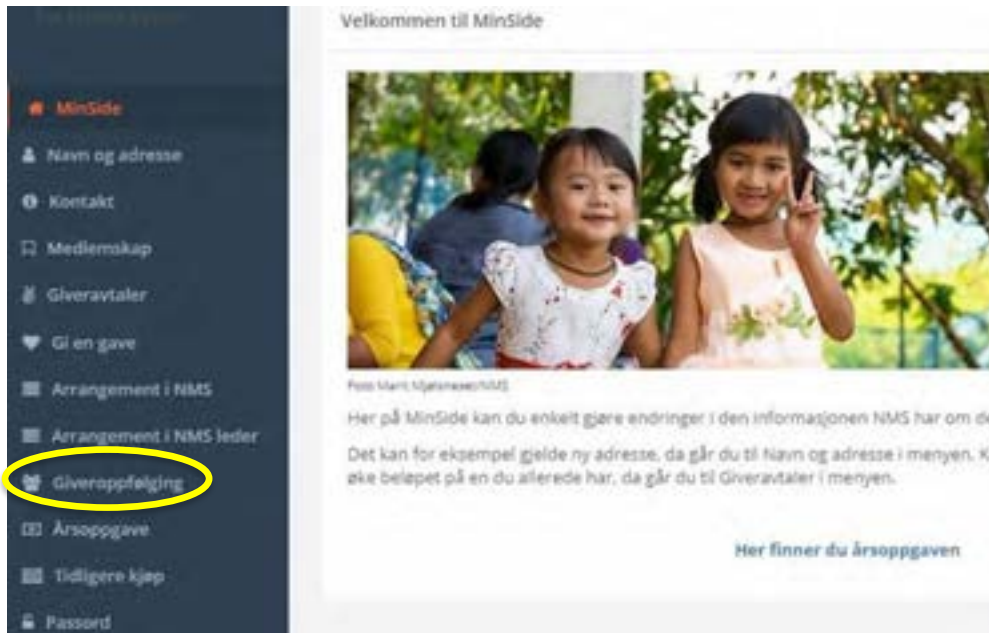 Velkommen til MinSide
MinSide
Navn og adresse
Kontakt
Medlemskap
Giveravtaler
Gi en gave
Arrangement i NMS
Arrangement i NMS leder
Giveroppfølging
Årsoppgave
Tidligere kjøp
Passord
Foto: Marit Mjølsneset/NMS
Her på MinSide kan du enkelt gjøre endringer i den informasjonen NMS har om de
Det kan for eksempel gjelde ny adresse, da går du til Navn og adresse i menyen. K
øke beløpet på en du allerede har, da går du til Giveravtaler i menyen.
Her finner du årsoppgaven